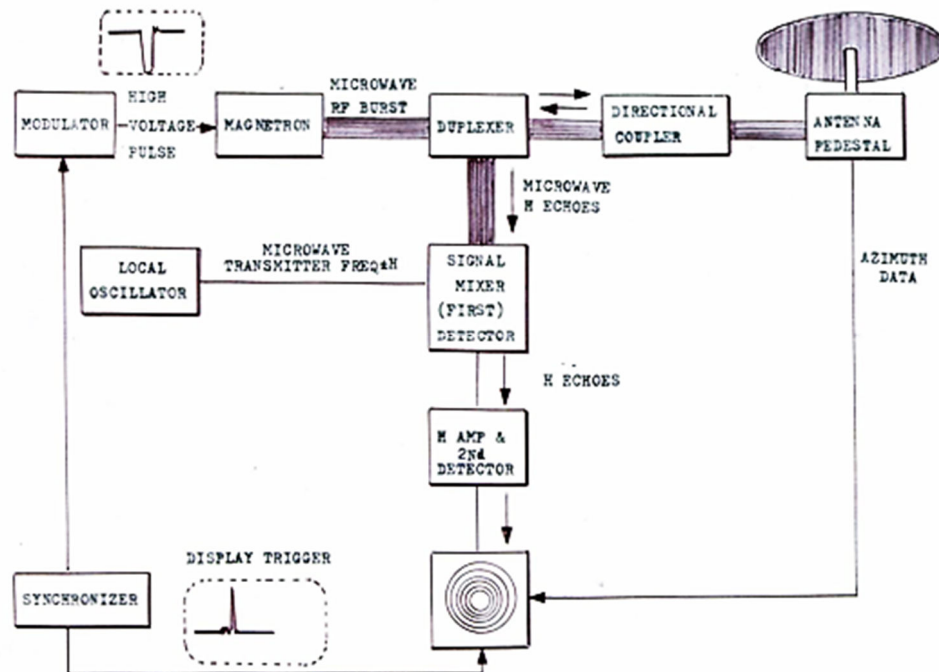 MODULATOR
HIGH
VOLTAGE
PULSE
MAGNETRON
MICROWAVE
RF BURST
DUPLEXER
DIRECTIONAL
COUPLER
ANTENNA
PEDESTAL
MICROWAVE
H ECHOES
LOCAL
OSCILLATOR
MICROWAVE
TRANSMITTER FREQ±H
SIGNAL
MIXER
(FIRST)
DETECTOR
AZIMUTH
DATA
H ECHOES
M AMP &
2Nd
DETECTOR
DISPLAY TRIGGER
SYNCHRONIZER